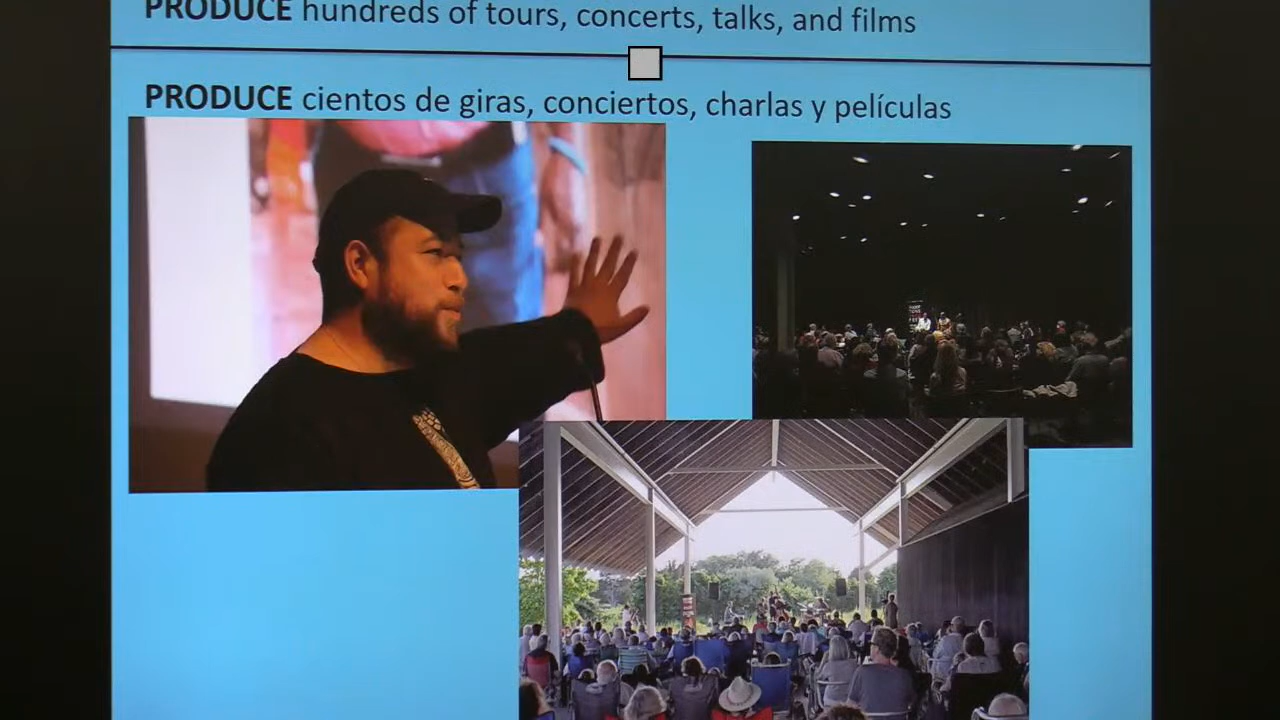 PRODUCE hundreds of tours, concerts, talks, and films
PRODUCE cientos de giras, conciertos, charlas y películas